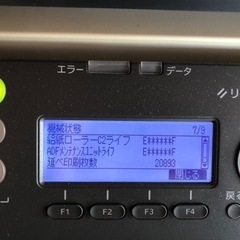 エラー
データ
リ
機械状態 7/9
給紙ローラーC2ライフ E******F
ADFメンテナンスユニットライフ E******F
延べ印刷枚数 20893
閉じる
戻る
F1 F2 F3 F4